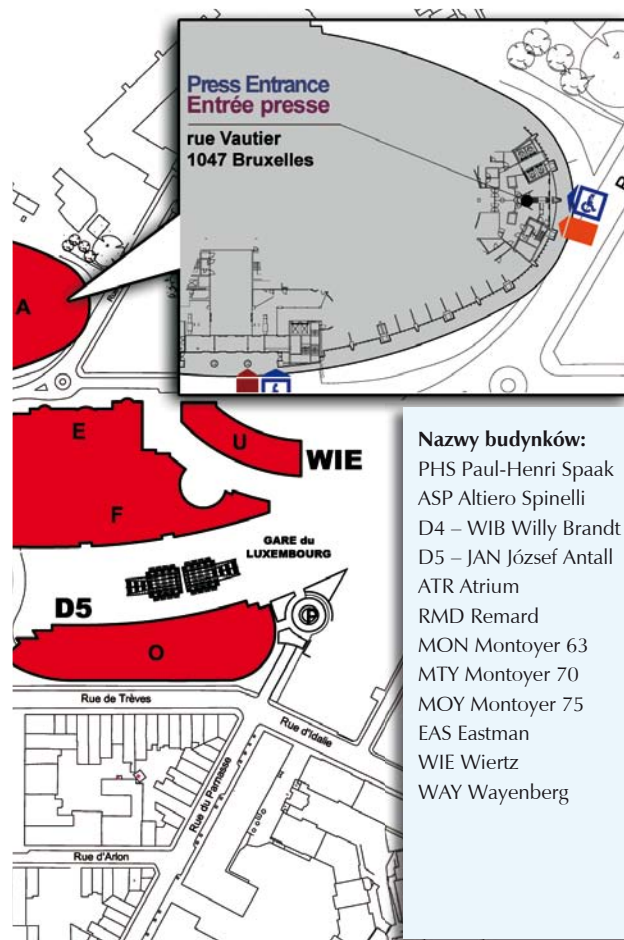 Press Entrance
Entrée presse
rue Vautier
1047 Bruxelles
A
E
U
WIE
F
GARE du
LUXEMBOURG
D5
O
Rue de Trèves
Rue d'Idalie
Rue du Parnasse
Rue d'Arlon
Nazwy budynków:
PHS Paul-Henri Spaak
ASP Altiero Spinelli
D4 – WIB Willy Brandt
D5 – JAN József Antall
ATR Atrium
RMD Remard
MON Montoyer 63
MTY Montoyer 70
MOY Montoyer 75
EAS Eastman
WIE Wiertz
WAY Wayenberg